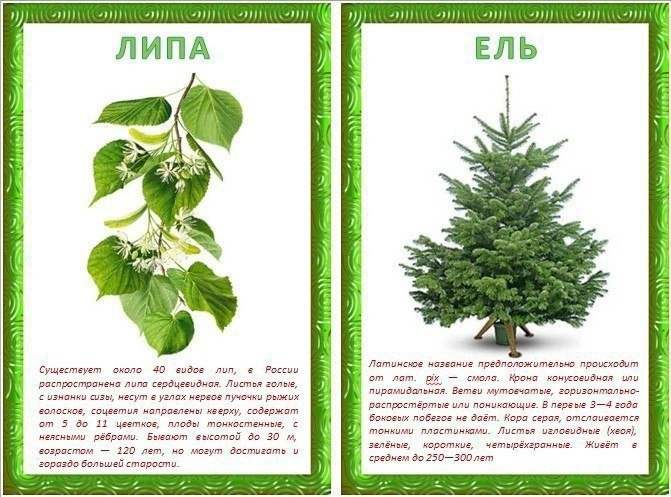 ЛИПА
Существует около 40 видов лип, в России
распространена липа сердцевидная. Листья голые,
с изнанки сизы, несут в углах нервов пучочки рыжих
волосков, соцветия направлены кверху, содержат
от 5 до 11 цветков, плоды тонкостенные, с
неясными рёбрами. Бывают высотой до 30 м,
возрастом — 120 лет, но могут достигать и
гораздо большей старости.
ЕЛЬ
Латинское название предположительно происходит
от лат. pix — смола. Крона конусовидная или
пирамидальная. Ветви мутовчатые, горизонтально-
распростёртые или поникающие. В первые 3—4 года
боковых побегов не даёт. Кора серая, отслаивается
тонкими пластинками. Листья игловидные (хвоя),
зелёные, короткие, четырёхгранные. Живёт в
среднем до 250—300 лет